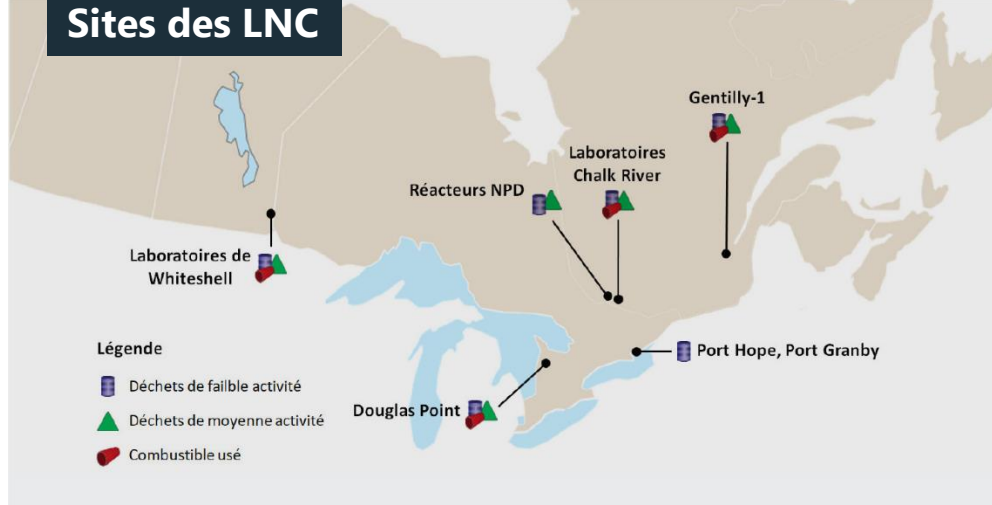 Sites des LNC
Gentilly-1
Laboratoires
Chalk River
Réacteurs NPD
Laboratoires de
Whiteshell
Port Hope, Port Granby
Légende
Déchets de failble activité
Douglas Point
Déchets de moyenne activité
Combustible usé